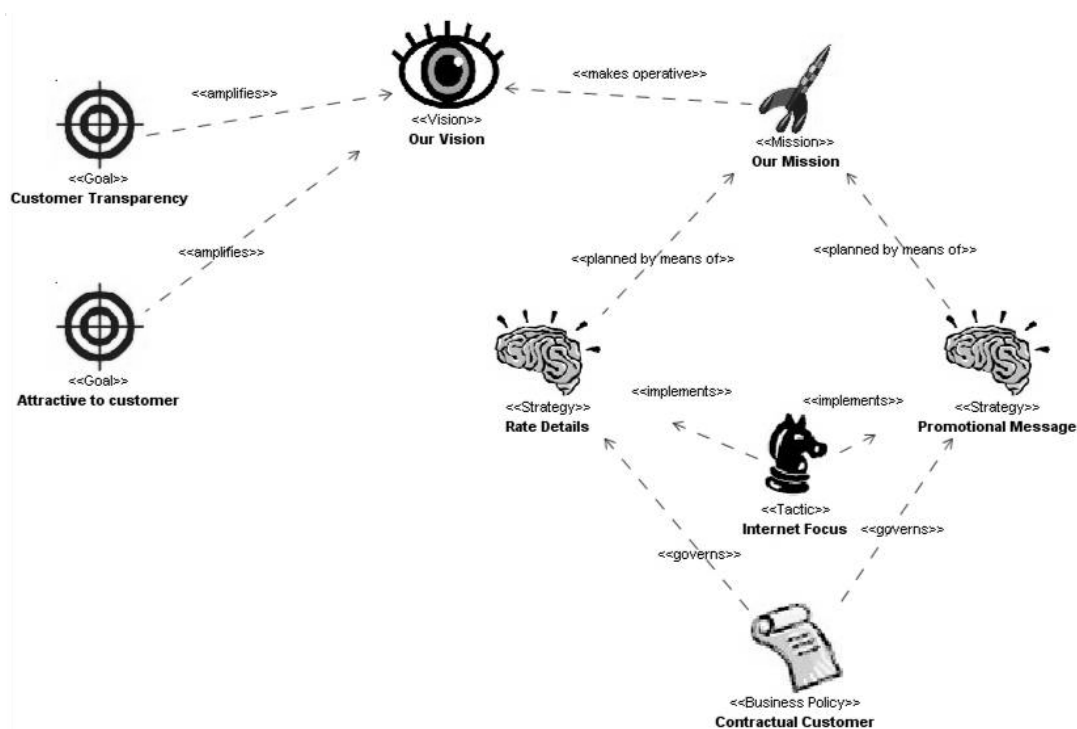 <<amplifies>>
<<makes operative>>
<<Vision>>
Our Vision
<<Mission>>
Our Mission
<<Goal>>
Customer Transparency
<<amplifies>>
<<planned by means of>>
<<planned by means of>>
<<Goal>>
Attractive to customer
<<implements>>
<<implements>>
<<Strategy>>
Rate Details
<<Strategy>>
Promotional Message
<<Tactic>>
Internet Focus
<<governs>>
<<governs>>
<<Business Policy>>
Contractual Customer